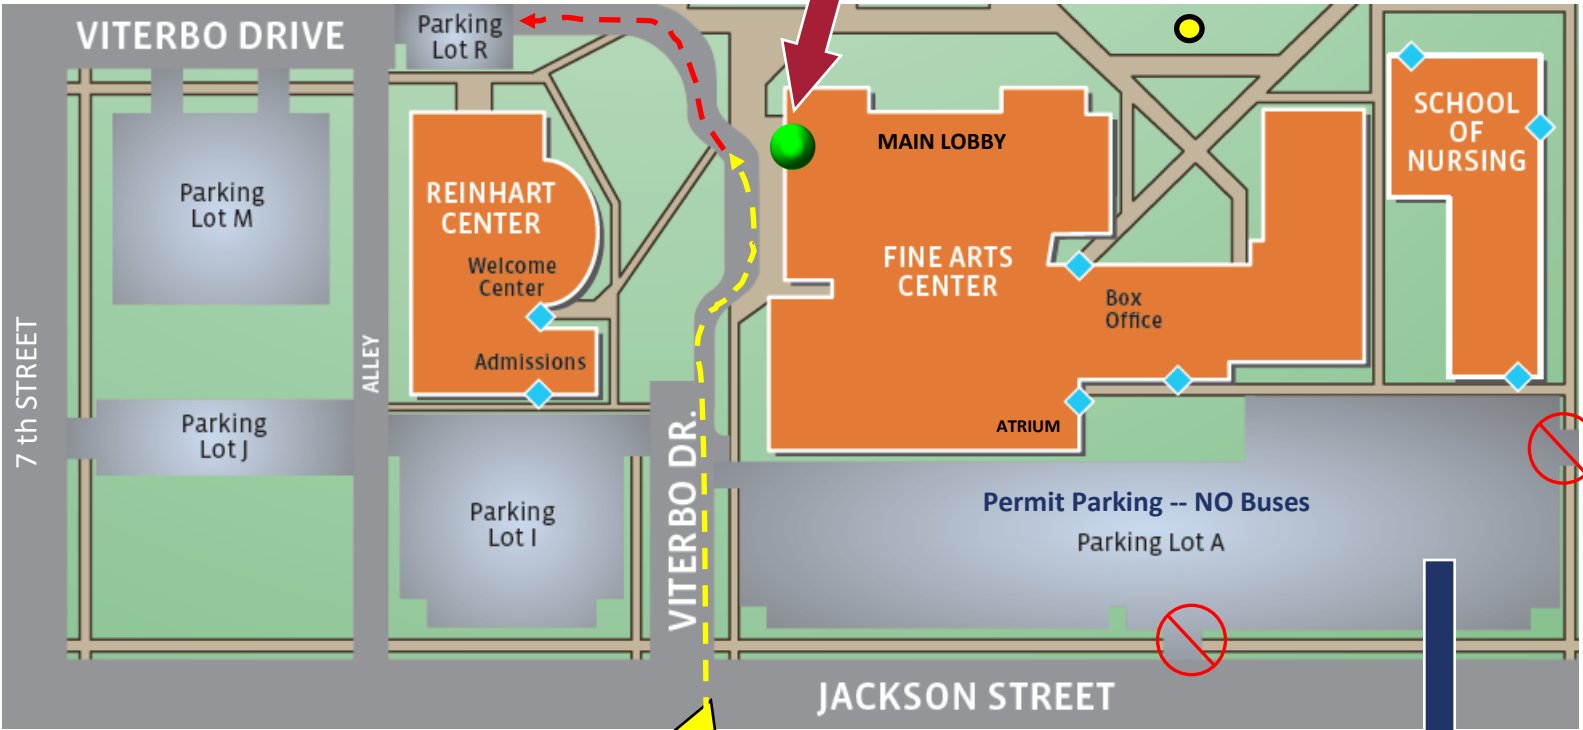 VITERBO DRIVE
Parking
Lot R
SCHOOL
OF
NURSING
MAIN LOBBY
Parking
Lot M
REINHART
CENTER
Welcome
Center
FINE ARTS
CENTER
Box
Office
7 th STREET
ALLEY
Admissions
Parking
Lot J
ATRIUM
VITERBO DR.
Parking
Lot I
Permit Parking -- NO Buses
Parking Lot A
JACKSON STREET